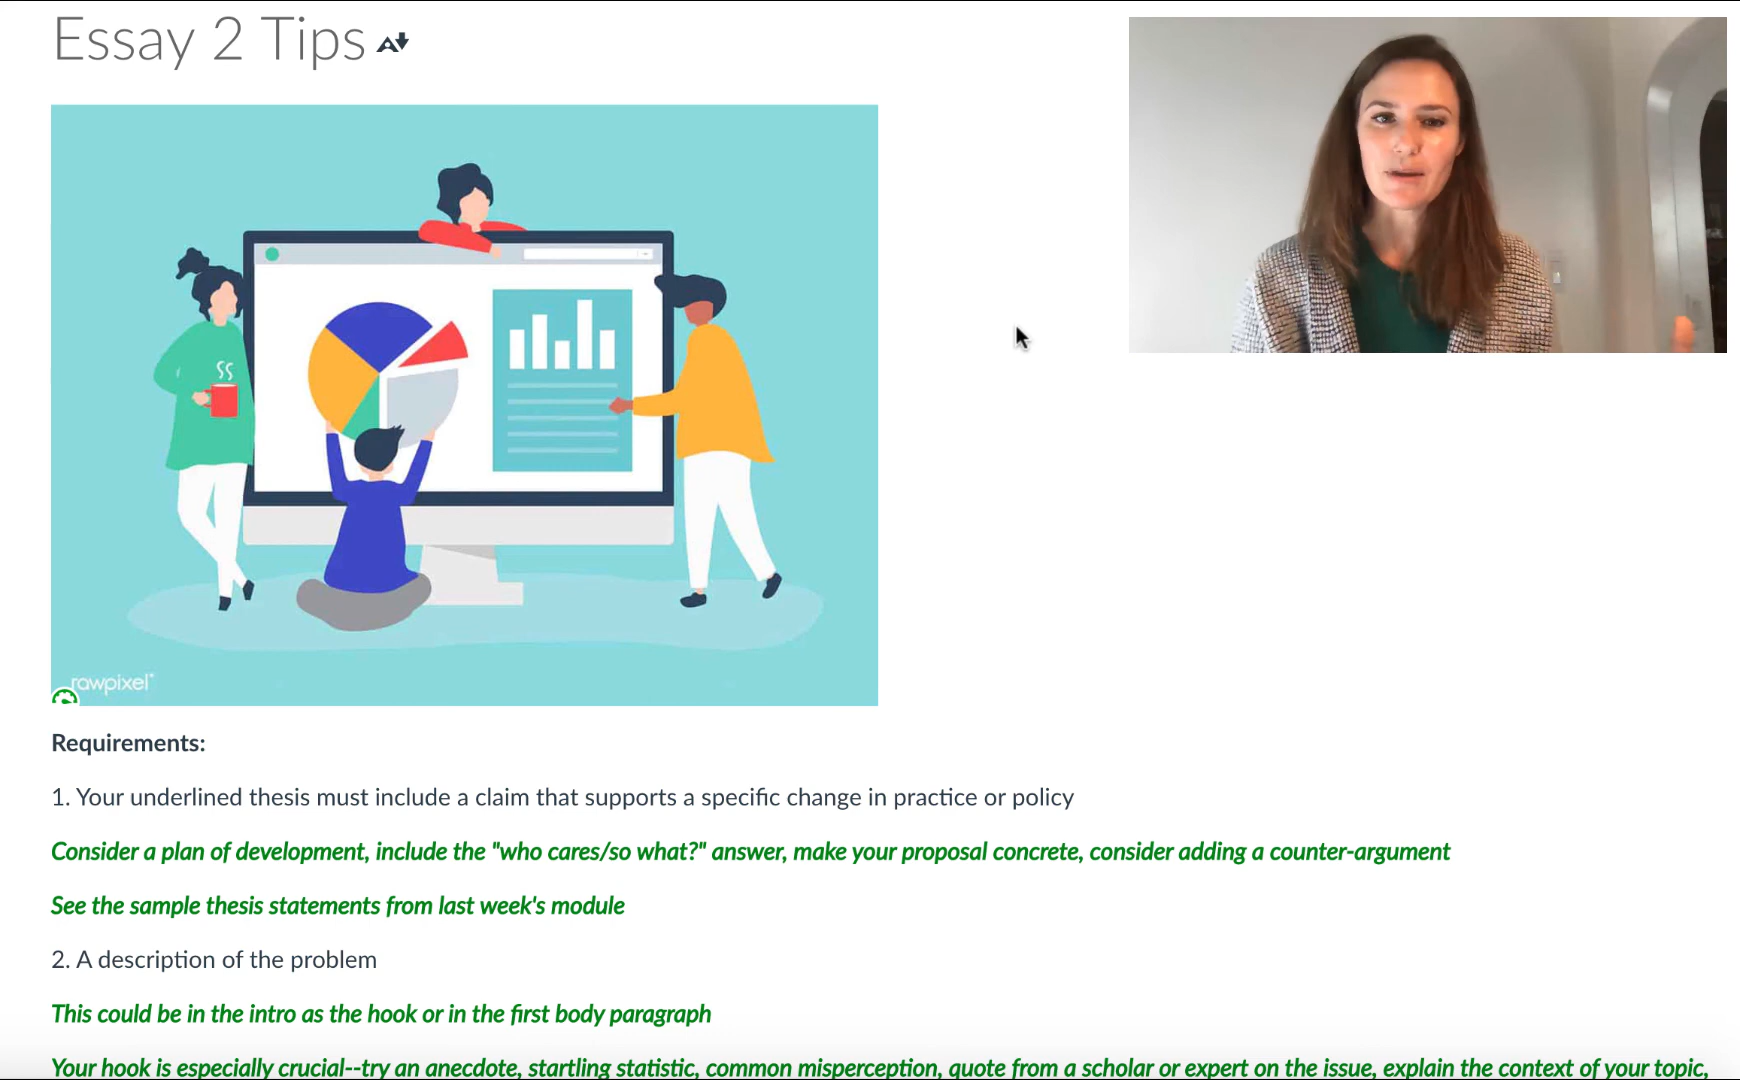 Essay 2 Tips
rawpixel
Requirements:
1. Your underlined thesis must include a claim that supports a specific change in practice or policy
Consider a plan of development, include the "who cares/so what?" answer, make your proposal concrete, consider adding a counter-argument
See the sample thesis statements from last week's module
2. A description of the problem
This could be in the intro as the hook or in the first body paragraph
Your hook is especially crucial--try an anecdote, startling statistic, common misperception, quote from a scholar or expert on the issue, explain the context of your topic,